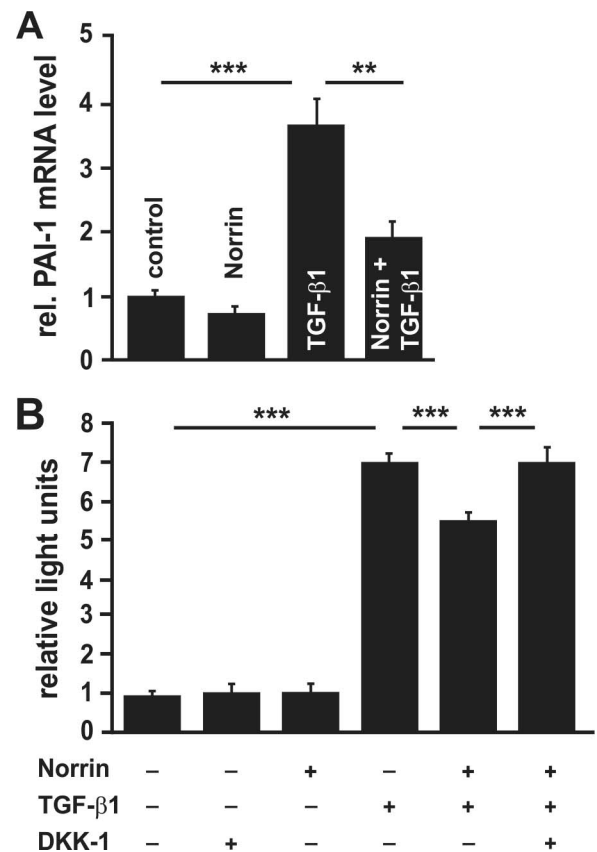 A
rel. PAI-1 mRNA level
5
4
3
2
1
0
***
**
control
Norrin
TGF-β1
Norrin +
TGF-β1
B
relative light units
8
7
6
5
4
3
2
1
0
***
***
***
Norrin – – + – + +
TGF-β1 – – – + + +
DKK-1 – + – – – +